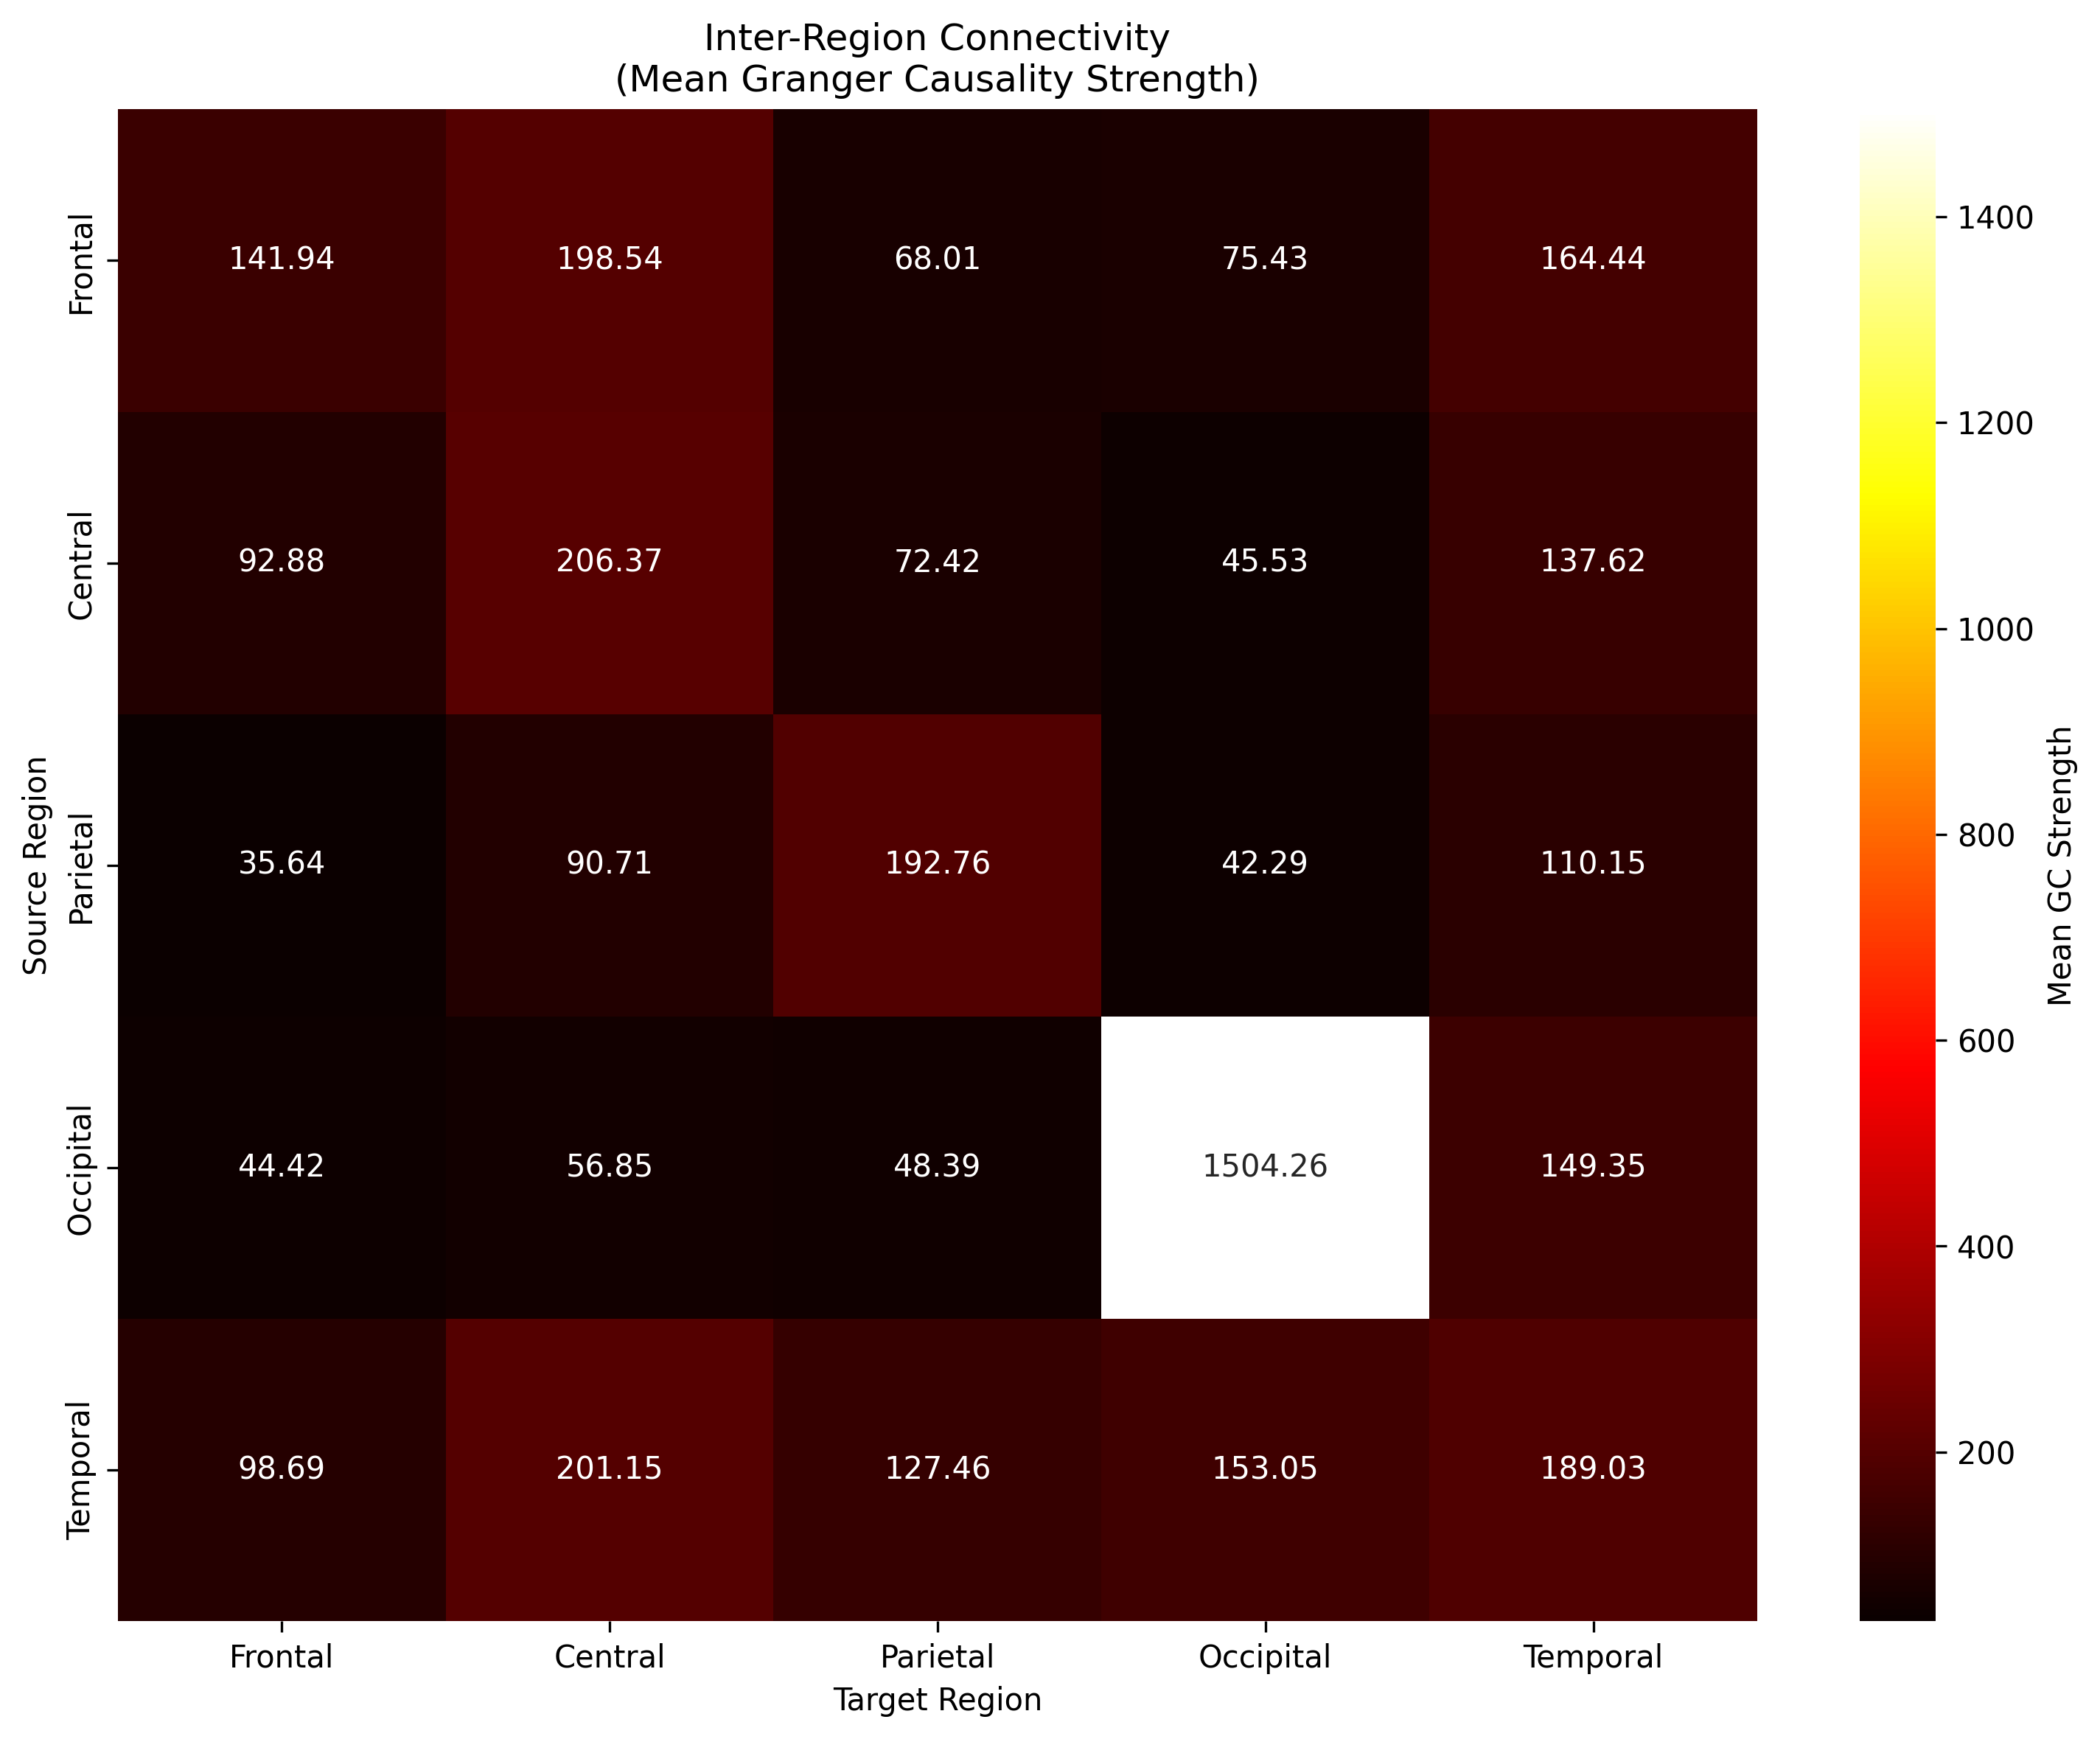 Inter-Region Connectivity
(Mean Granger Causality Strength)
Source Region
Frontal
141.94 198.54 68.01 75.43 164.44
Central
92.88 206.37 72.42 45.53 137.62
Parietal
35.64 90.71 192.76 42.29 110.15
Occipital
44.42 56.85 48.39 1504.26 149.35
Temporal
98.69 201.15 127.46 153.05 189.03
Frontal Central Parietal Occipital Temporal
Target Region
1400
1200
1000
800
600
400
200
Mean GC Strength